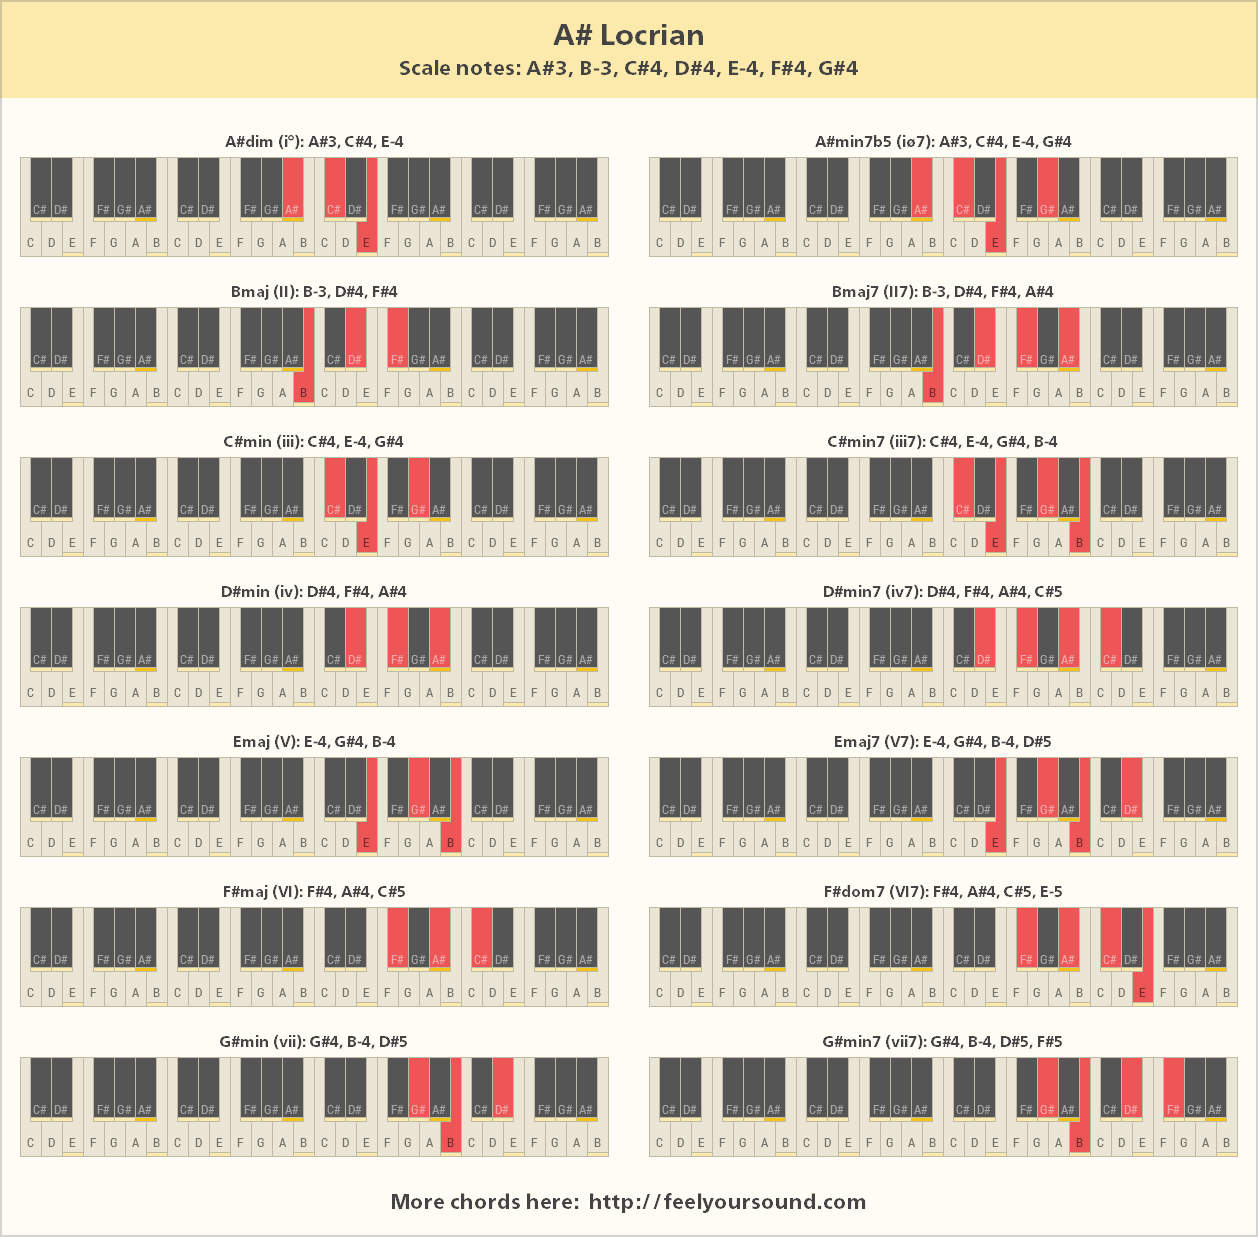 A# Locrian
Scale notes: A#3, B-3, C#4, D#4, E-4, F#4, G#4
A#dim (i°): A#3, C#4, E-4
C# D# F# G# A# C# D# F# G# A# C# D# F# G# A# C# D# F# G# A#
C D E F G A B C D E F G A B C D E F G A B C D E F G A B
A#min7b5 (iø7): A#3, C#4, E-4, G#4
C# D# F# G# A# C# D# F# G# A# C# D# F# G# A# C# D# F# G# A#
C D E F G A B C D E F G A B C D E F G A B C D E F G A B
Bmaj (II): B-3, D#4, F#4
C# D# F# G# A# C# D# F# G# A# C# D# F# G# A# C# D# F# G# A#
C D E F G A B C D E F G A B C D E F G A B C D E F G A B
Bmaj7 (II7): B-3, D#4, F#4, A#4
C# D# F# G# A# C# D# F# G# A# C# D# F# G# A# C# D# F# G# A#
C D E F G A B C D E F G A B C D E F G A B C D E F G A B
C#min (iii): C#4, E-4, G#4
C# D# F# G# A# C# D# F# G# A# C# D# F# G# A# C# D# F# G# A#
C D E F G A B C D E F G A B C D E F G A B C D E F G A B
C#min7 (iii7): C#4, E-4, G#4, B-4
C# D# F# G# A# C# D# F# G# A# C# D# F# G# A# C# D# F# G# A#
C D E F G A B C D E F G A B C D E F G A B C D E F G A B
D#min (iv): D#4, F#4, A#4
C# D# F# G# A# C# D# F# G# A# C# D# F# G# A# C# D# F# G# A#
C D E F G A B C D E F G A B C D E F G A B C D E F G A B
D#min7 (iv7): D#4, F#4, A#4, C#5
C# D# F# G# A# C# D# F# G# A# C# D# F# G# A# C# D# F# G# A#
C D E F G A B C D E F G A B C D E F G A B C D E F G A B
Emaj (V): E-4, G#4, B-4
C# D# F# G# A# C# D# F# G# A# C# D# F# G# A# C# D# F# G# A#
C D E F G A B C D E F G A B C D E F G A B C D E F G A B
Emaj7 (V7): E-4, G#4, B-4, D#5
C# D# F# G# A# C# D# F# G# A# C# D# F# G# A# C# D# F# G# A#
C D E F G A B C D E F G A B C D E F G A B C D E F G A B
F#maj (VI): F#4, A#4, C#5
C# D# F# G# A# C# D# F# G# A# C# D# F# G# A# C# D# F# G# A#
C D E F G A B C D E F G A B C D E F G A B C D E F G A B
F#dom7 (VI7): F#4, A#4, C#5, E-5
C# D# F# G# A# C# D# F# G# A# C# D# F# G# A# C# D# F# G# A#
C D E F G A B C D E F G A B C D E F G A B C D E F G A B
G#min (vii): G#4, B-4, D#5
C# D# F# G# A# C# D# F# G# A# C# D# F# G# A# C# D# F# G# A#
C D E F G A B C D E F G A B C D E F G A B C D E F G A B
G#min7 (vii7): G#4, B-4, D#5, F#5
C# D# F# G# A# C# D# F# G# A# C# D# F# G# A# C# D# F# G# A#
C D E F G A B C D E F G A B C D E F G A B C D E F G A B
More chords here: http://feelyoursound.com